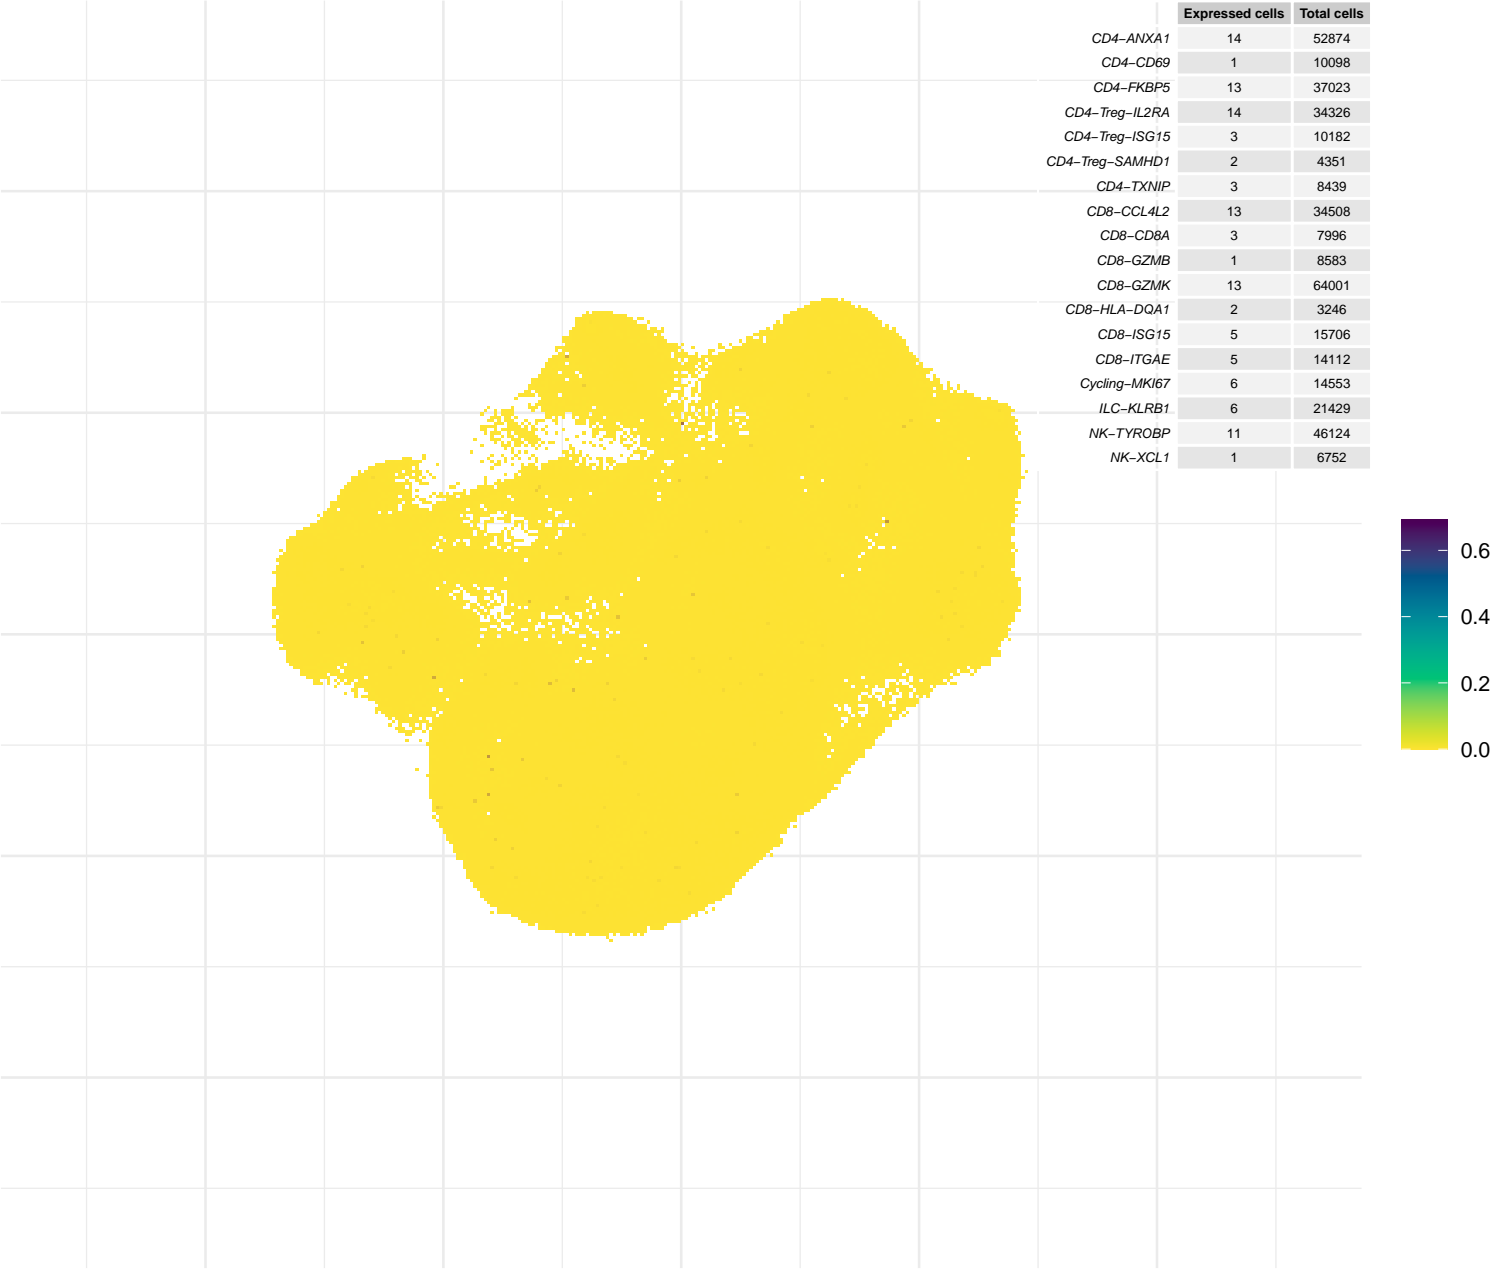 Expressed cells Total cells
CD4−ANXA1 14 52874
CD4−CD69 1 10098
CD4−FKBP5 13 37023
CD4−Treg−IL2RA 14 34326
CD4−Treg−ISG15 3 10182
CD4−Treg−SAMHD1 2 4351
CD4−TXNIP 3 8439
CD8−CCL4L2 13 34508
CD8−CD8A 3 7996
CD8−GZMB 1 8583
CD8−GZMK 13 64001
CD8−HLA−DQA1 2 3246
CD8−ISG15 5 15706
CD8−ITGAE 5 14112
Cycling−MKI67 6 14553
ILC−KLRB1 6 21429
NK−TYROBP 11 46124
NK−XCL1 1 6752
0.6
0.4
0.2
0.0